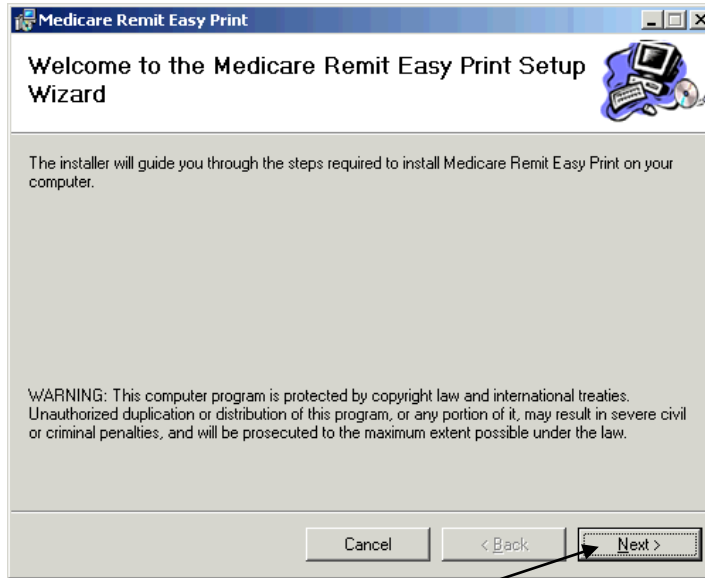 Medicare Remit Easy Print
Welcome to the Medicare Remit Easy Print Setup
Wizard
The installer will guide you through the steps required to install Medicare Remit Easy Print on your
computer.
WARNING: This computer program is protected by copyright law and international treaties.
Unauthorized duplication or distribution of this program, or any portion of it, may result in severe civil
or criminal penalties, and will be prosecuted to the maximum extent possible under the law.
Cancel < Back Next >